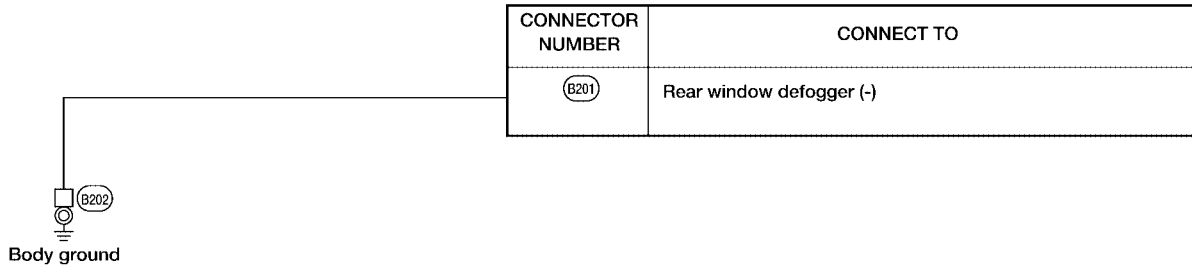 CONNECTOR
NUMBER
CONNECT TO
B201
Rear window defogger (-)
B202
Body ground